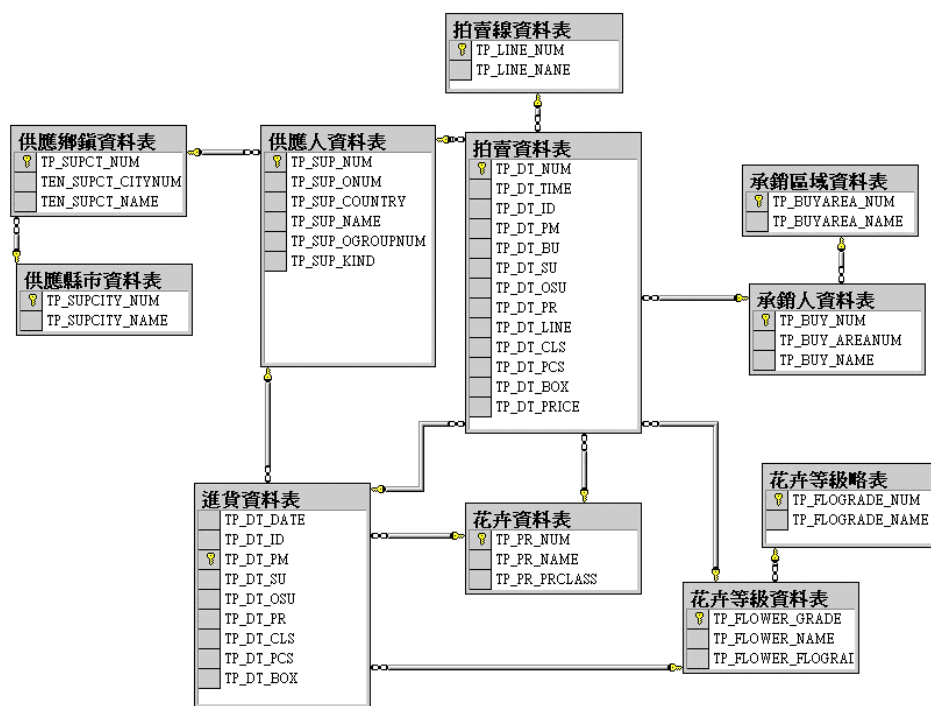 拍賣線資料表
TP_LINE_NUM
TP_LINE_NANE
供應鄉鎮資料表
TP_SUPCT_NUM
TEN_SUPCT_CITYNUM
TEN_SUPCT_NAME
供應人資料表
TP_SUP_NUM
TP_SUP_ONUM
TP_SUP_COUNTRY
TP_SUP_NAME
TP_SUP_OGROUPNUM
TP_SUP_KIND
拍賣資料表
TP_DT_NUM
TP_DT_TIME
TP_DT_ID
TP_DT_PM
TP_DT_BU
TP_DT_SU
TP_DT_OSU
TP_DT_PR
TP_DT_LINE
TP_DT_CLS
TP_DT_PCS
TP_DT_BOX
TP_DT_PRICE
承銷區域資料表
TP_BUYAREA_NUM
TP_BUYAREA_NAME
供應縣市資料表
TP_SUPCITY_NUM
TP_SUPCITY_NAME
承銷人資料表
TP_BUY_NUM
TP_BUY_AREANUM
TP_BUY_NAME
進貨資料表
TP_DT_DATE
TP_DT_ID
TP_DT_PM
TP_DT_SU
TP_DT_OSU
TP_DT_PR
TP_DT_CLS
TP_DT_PCS
TP_DT_BOX
花卉資料表
TP_PR_NUM
TP_PR_NAME
TP_PR_PRCLASS
花卉等級略表
TP_FLOGRADE_NUM
TP_FLOGRADE_NAME
花卉等級資料表
TP_FLOWER_GRADE
TP_FLOWER_NAME
TP_FLOWER_FLOGRAI